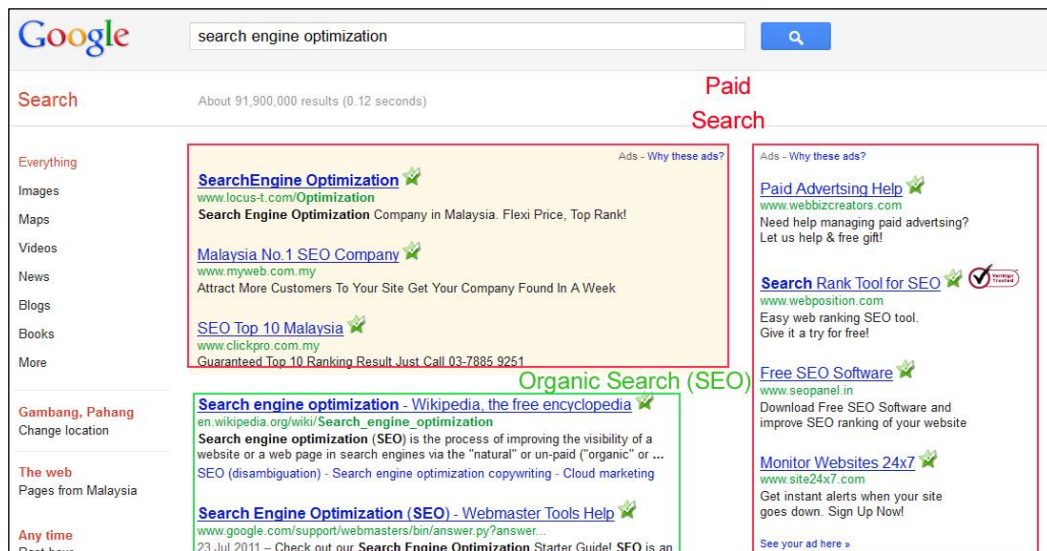 Google
search engine optimization
Search
About 91,900,000 results (0.12 seconds)
Paid
Search
Everything
Images
Maps
Videos
News
Blogs
Books
More
Gambang, Pahang
Change location
The web
Pages from Malaysia
Any time
Ads - Why these ads?
SearchEngine Optimization
www.locus-t.com/Optimization
Search Engine Optimization Company in Malaysia. Flexi Price, Top Rank!
Malaysia No.1 SEO Company
www.myweb.com.my
Attract More Customers To Your Site Get Your Company Found In A Week
SEO Top 10 Malaysia
www.clickpro.com.my
Guaranteed Top 10 Ranking Result Just Call 03-7885 9251
Organic Search (SEO)
Search engine optimization - Wikipedia, the free encyclopedia
en.wikipedia.org/wiki/Search_engine_optimization
Search engine optimization (SEO) is the process of improving the visibility of a
website or a web page in search engines via the "natural" or un-paid ("organic" or ...
SEO (disambiguation) - Search engine optimization copywriting - Cloud marketing
Search Engine Optimization (SEO) - Webmaster Tools Help
www.google.com/support/webmasters/bin/answer.py?answer...
23 Jul 2011 – Check out our Search Engine Optimization Starter Guide! SEO is an
Ads - Why these ads?
Paid Advertsing Help
www.webbizcreators.com
Need help managing paid advertsing?
Let us help & free gift!
Search Rank Tool for SEO
VeriSign
Trusted
www.webposition.com
Easy web ranking SEO tool.
Give it a try for free!
Free SEO Software
www.seopanel.in
Download Free SEO Software and
improve SEO ranking of your website
Monitor Websites 24x7
www.site24x7.com
Get instant alerts when your site
goes down. Sign Up Now!
See your ad here »